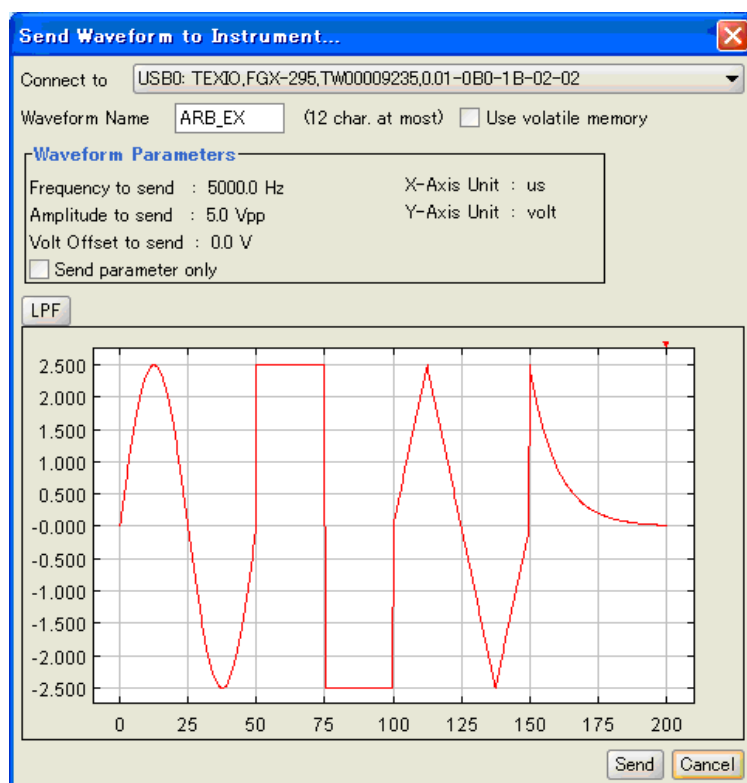 Send Waveform to Instrument...
Connect to USB0: TEXIO,FGX-295,TW00009235,0.01-0B0-1B-02-02
Waveform Name ARB_EX (12 char. at most) Use volatile memory
Waveform Parameters
Frequency to send : 5000.0 Hz X-Axis Unit : us
Amplitude to send : 5.0 Vpp Y-Axis Unit : volt
Volt Offset to send : 0.0 V
Send parameter only
LPF
2.500
2.000
1.500
1.000
0.500
-0.000
-0.500
-1.000
-1.500
-2.000
-2.500
0 25 50 75 100 125 150 175 200
Send Cancel